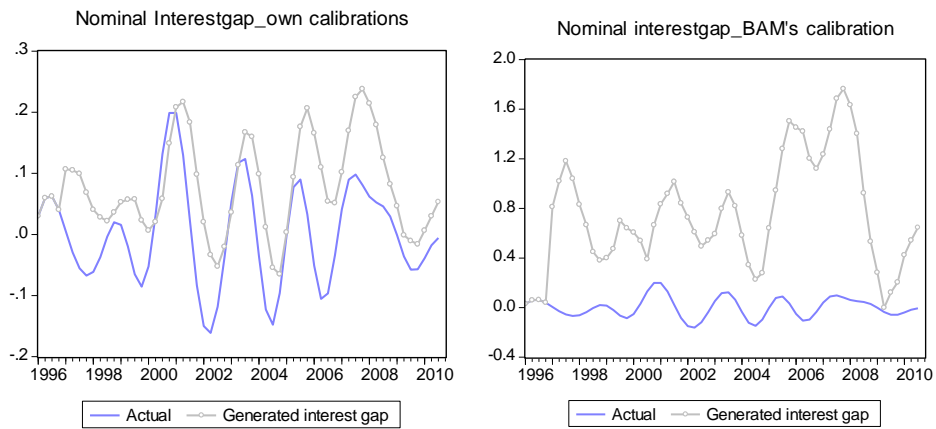 Nominal Interestgap_own calibrations
.3
.2
.1
.0
-.1
-.2
1996 1998 2000 2002 2004 2006 2008 2010
Actual Generated interest gap
Nominal interestgap_BAM's calibration
2.0
1.6
1.2
0.8
0.4
0.0
-0.4
1996 1998 2000 2002 2004 2006 2008 2010
Actual Generated interest gap